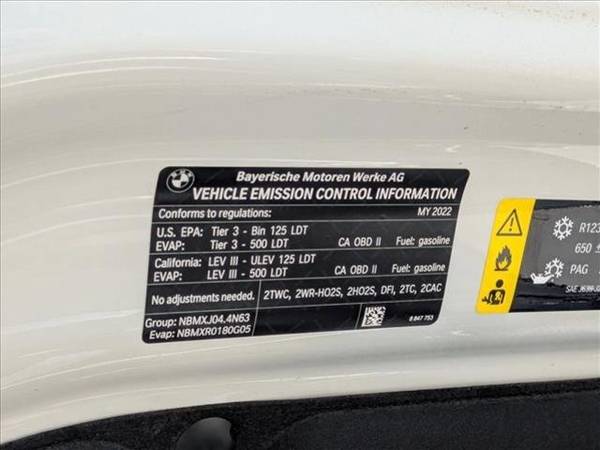 BMW
Bayerische Motoren Werke AG
VEHICLE EMISSION CONTROL INFORMATION
Conforms to regulations: MY 2022
U.S. EPA: Tier 3 - Bin 125 LDT
EVAP: Tier 3 - 500 LDT CA OBD II Fuel: gasoline
California: LEV III - ULEV 125 LDT
EVAP: LEV III - 500 LDT CA OBD II Fuel: gasoline
No adjustments needed. 2TWC, 2WR-HO2S, 2HO2S, DFI, 2TC, 2CAC
Group: NBMXJ04.4N63
Evap: NBMXR0180G05 8 847 753
R123
650 ±
PAG
SAE